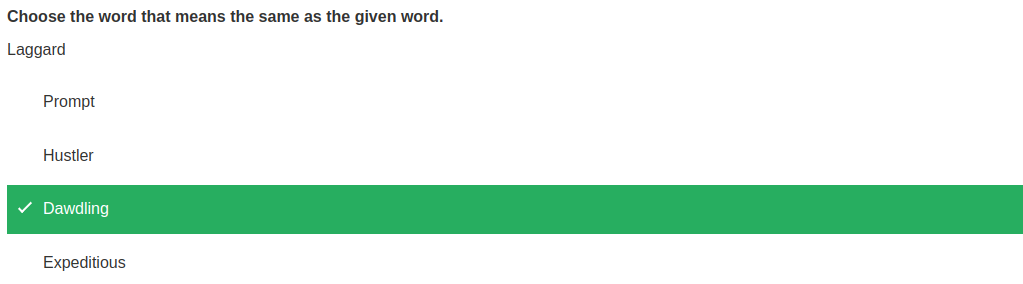 Choose the word that means the same as the given word.
Laggard
Prompt
Hustler
Dawdling
Expeditious